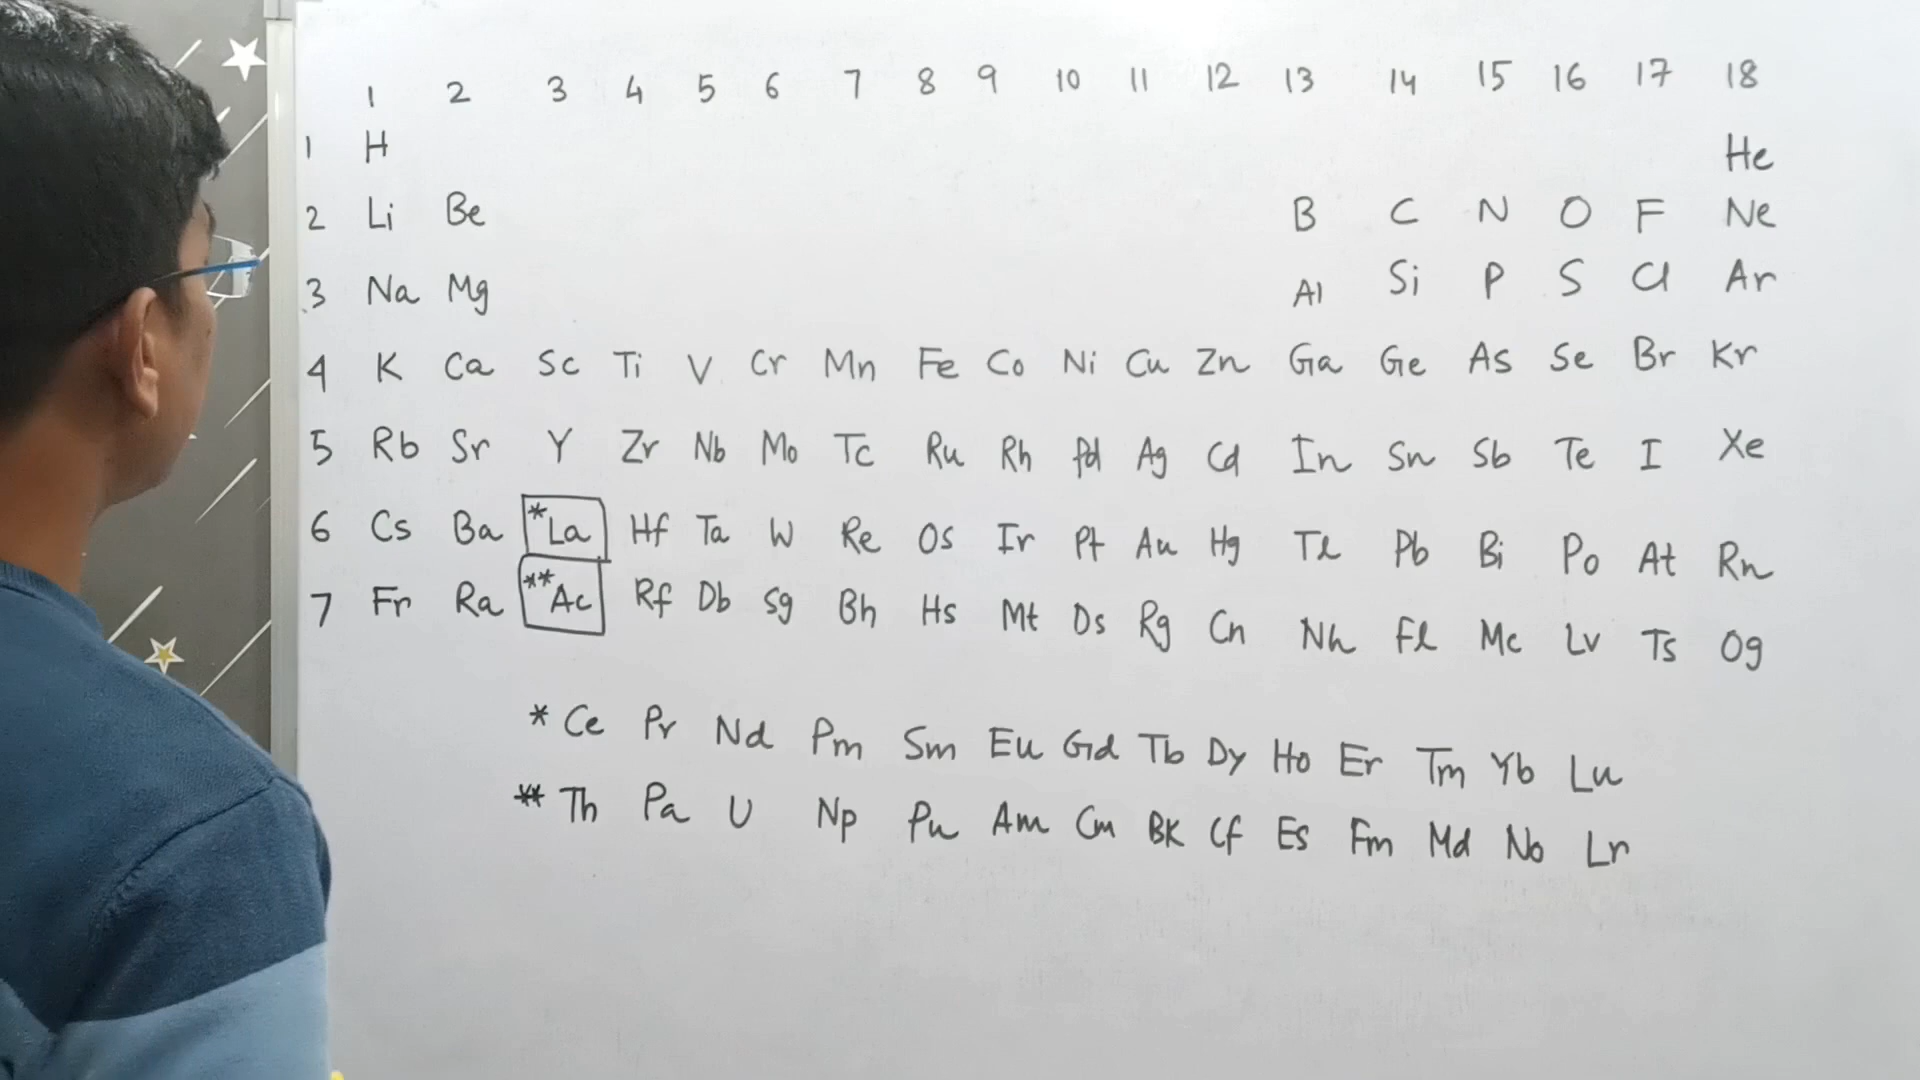 1 2 3 4 5 6 7 8 9 10 11 12 13 14 15 16 17 18
1 H He
2 Li Be B C N O F Ne
3 Na Mg Al Si P S Cl Ar
4 K Ca Sc Ti V Cr Mn Fe Co Ni Cu Zn Ga Ge As Se Br Kr
5 Rb Sr Y Zr Nb Mo Tc Ru Rh Pd Ag Cd In Sn Sb Te I Xe
6 Cs Ba *La Hf Ta W Re Os Ir Pt Au Hg Tl Pb Bi Po At Rn
7 Fr Ra **Ac Rf Db Sg Bh Hs Mt Ds Rg Cn Nh Fl Mc Lv Ts Og
* Ce Pr Nd Pm Sm Eu Gd Tb Dy Ho Er Tm Yb Lu
** Th Pa U Np Pu Am Cm BK Cf Es Fm Md No Lr